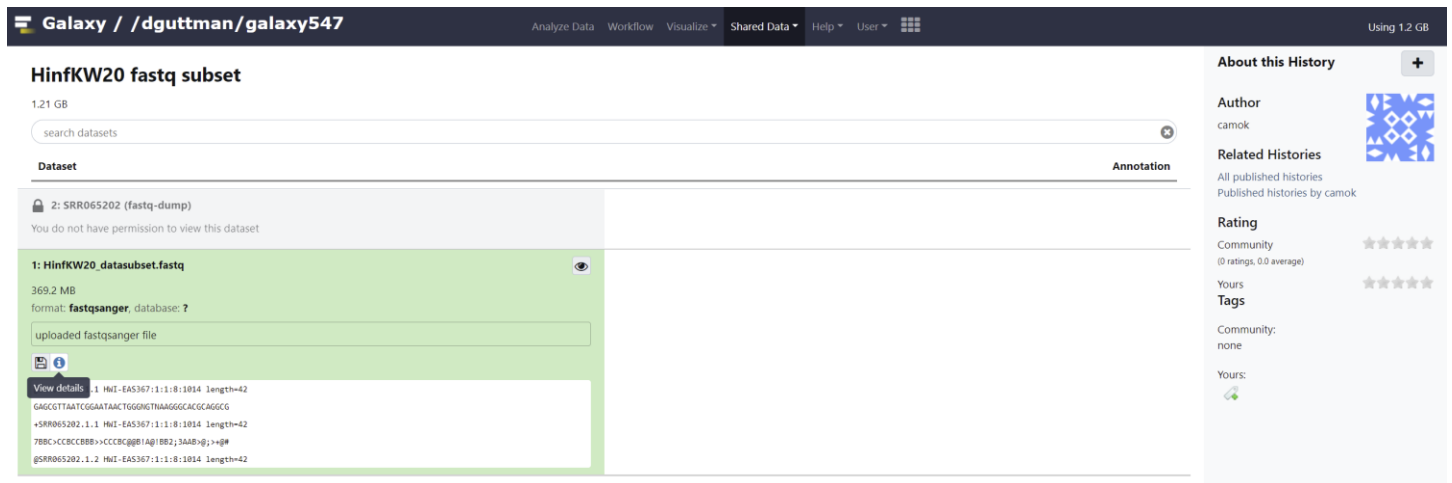 Galaxy / /dguttman/galaxy547
Analyze Data Workflow Visualize Shared Data Help User
Using 1.2 GB
HinfKW20 fastq subset
1.21 GB
search datasets
Dataset Annotation
2: SRR065202 (fastq-dump)
You do not have permission to view this dataset
1: HinfKW20_datasubset.fastq
369.2 MB
format: fastqsanger, database: ?
uploaded fastqsanger file
View details
.1 HWI-EAS367:1:1:8:1014 length=42
GAGCGTTAATCGGAATAACTGGGNGTNAAGGGCACGCAGGCG
+SRR065202.1.1 HWI-EAS367:1:1:8:1014 length=42
7BBC>CCBCCBBB>>CCCBC@@B!A@!BB2;3AAB>@;>+@#
@SRR065202.1.2 HWI-EAS367:1:1:8:1014 length=42
About this History
Author
camok
Related Histories
All published histories
Published histories by camok
Rating
Community
(0 ratings, 0.0 average)
Yours
Tags
Community:
none
Yours: